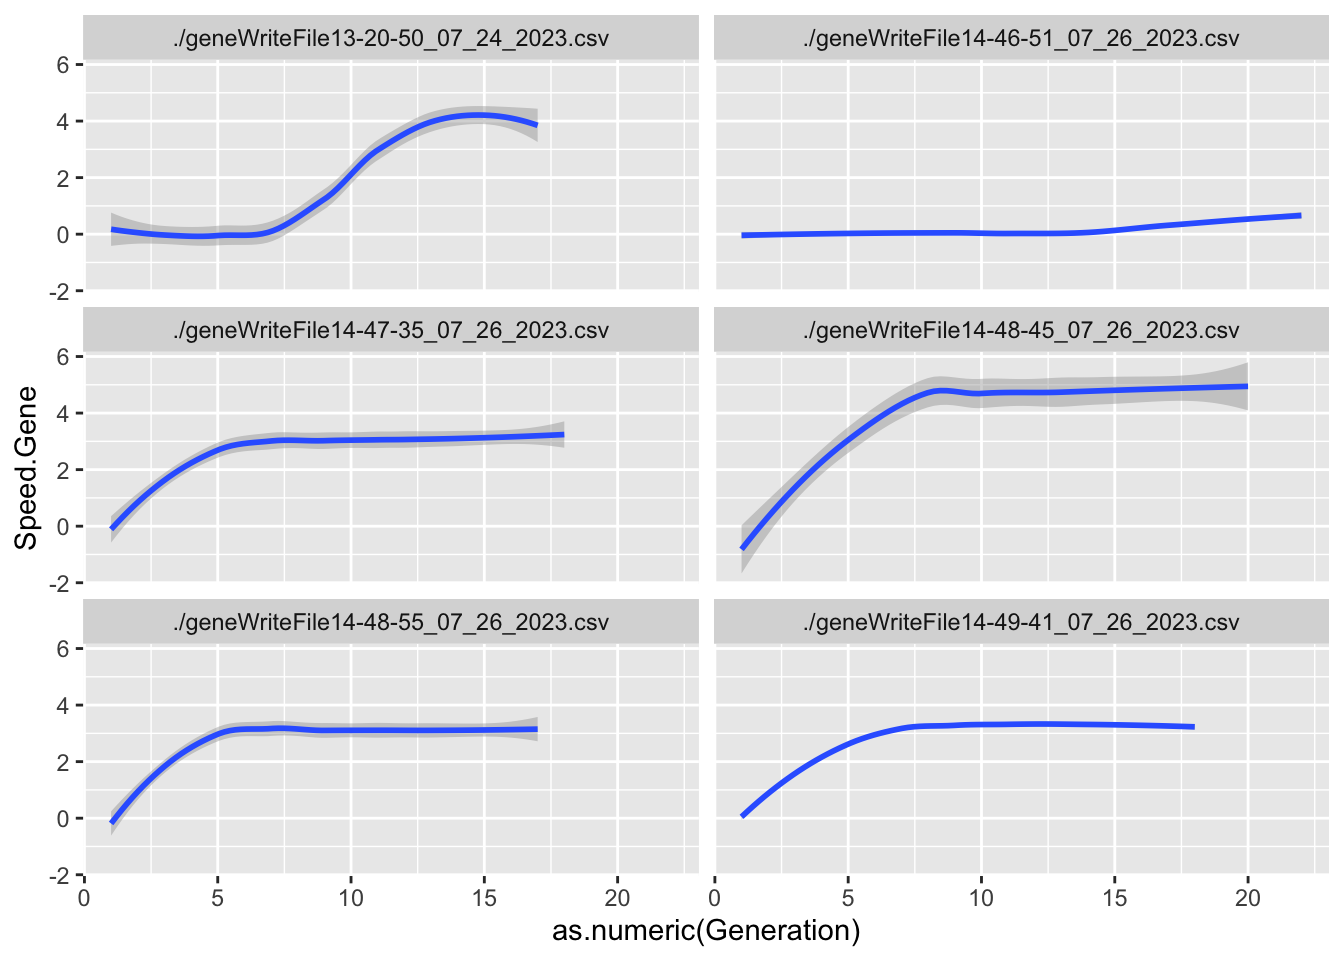 ./geneWriteFile13-20-50_07_24_2023.csv
./geneWriteFile14-46-51_07_26_2023.csv
6
4
2
0
-2
./geneWriteFile14-47-35_07_26_2023.csv
./geneWriteFile14-48-45_07_26_2023.csv
6
4
2
0
-2
Speed.Gene
./geneWriteFile14-48-55_07_26_2023.csv
./geneWriteFile14-49-41_07_26_2023.csv
6
4
2
0
-2
0 5 10 15 20 0 5 10 15 20
as.numeric(Generation)